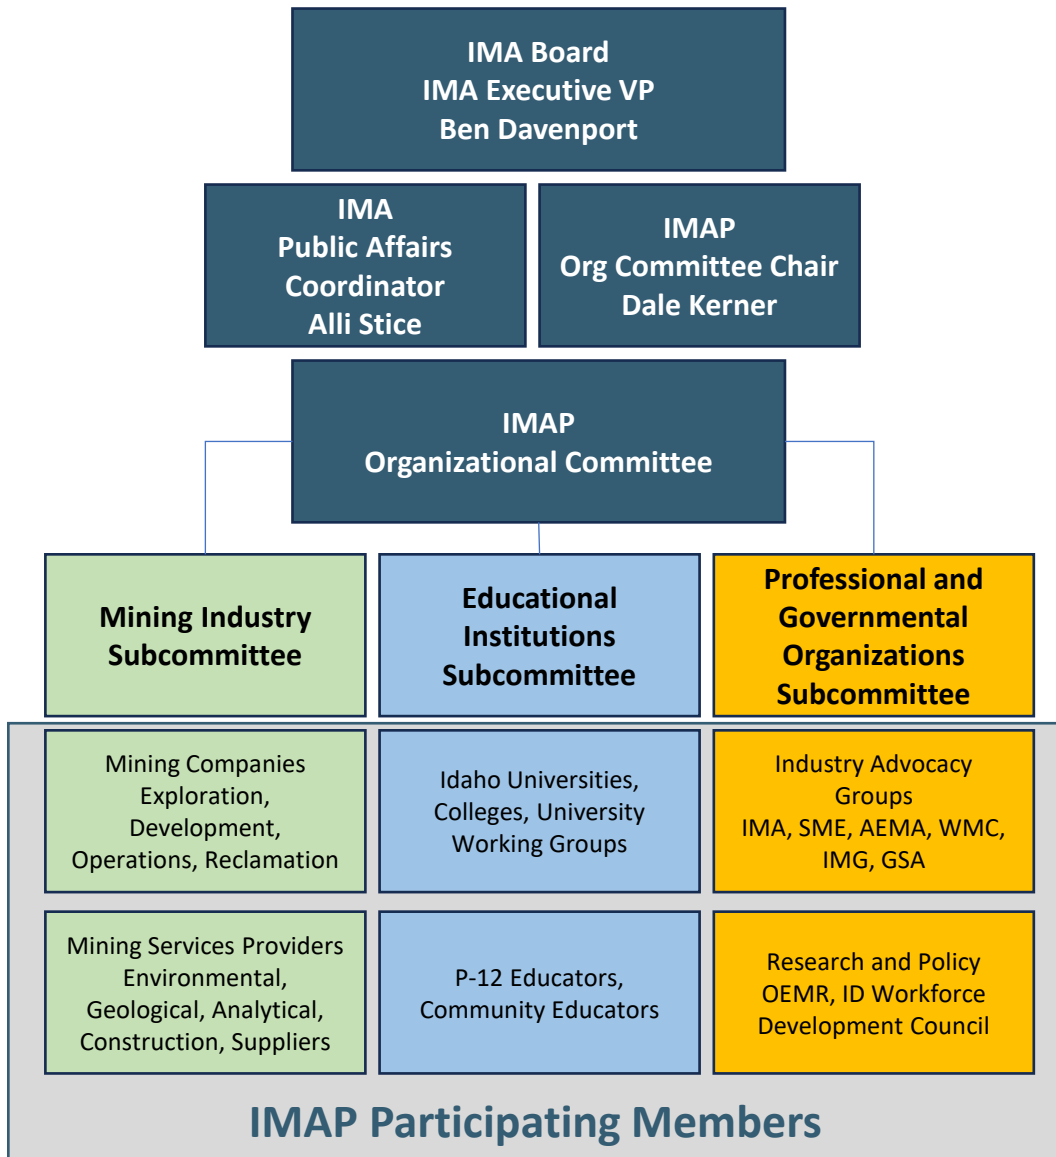 IMA Board
IMA Executive VP
Ben Davenport
IMA
Public Affairs
Coordinator
Alli Stice
IMAP
Org Committee Chair
Dale Kerner
IMAP
Organizational Committee
Mining Industry
Subcommittee
Educational
Institutions
Subcommittee
Professional and
Governmental
Organizations
Subcommittee
Mining Companies
Exploration,
Development,
Operations, Reclamation
Idaho Universities,
Colleges, University
Working Groups
Industry Advocacy
Groups
IMA, SME, AEMA, WMC,
IMG, GSA
Mining Services Providers
Environmental,
Geological, Analytical,
Construction, Suppliers
P-12 Educators,
Community Educators
Research and Policy
OEMR, ID Workforce
Development Council
IMAP Participating Members